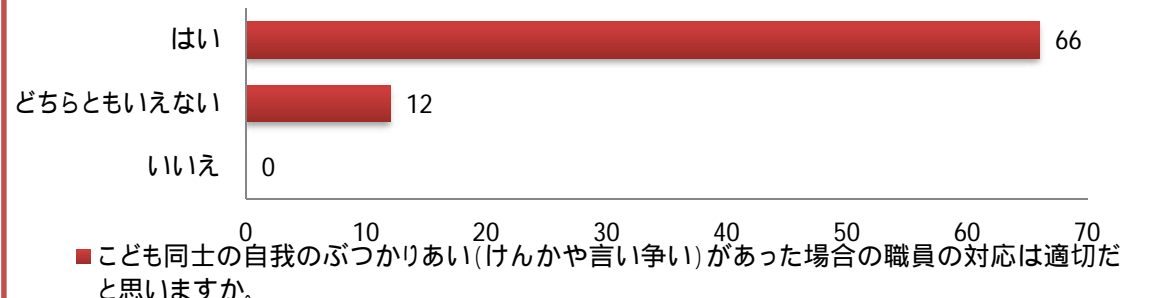 はい 66
どちらともいえない 12
いいえ 0
0 10 20 30 40 50 60 70
こども同士の自我のぶつかりあい(けんかや言い争い)があった場合の職員の対応は適切だ
と思いますか。